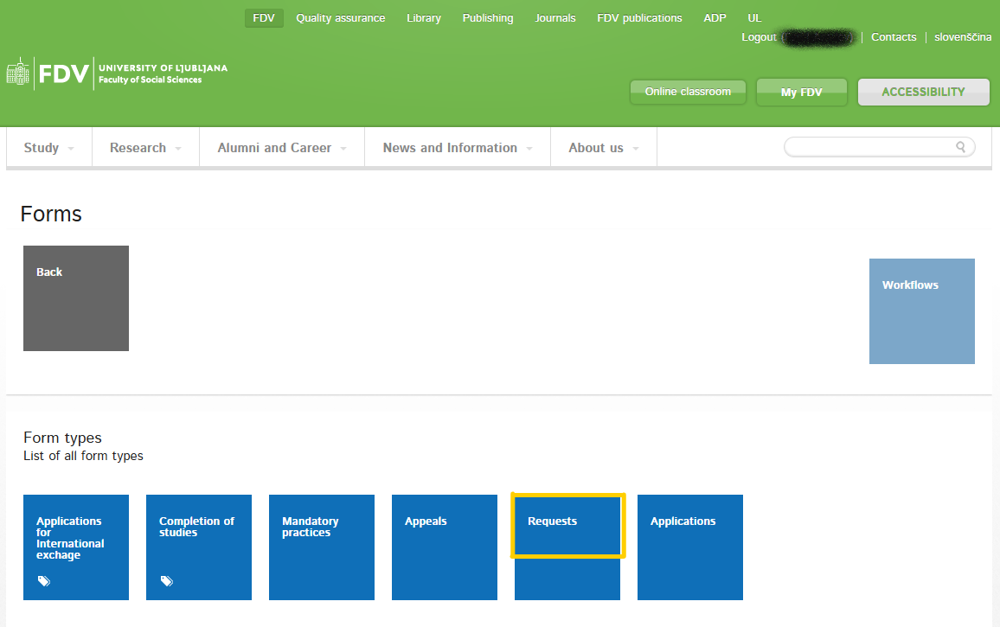 FDV Quality assurance Library Publishing Journals FDV publications ADP UL
Logout | Contacts | slovenščina
FDV UNIVERSITY OF LJUBLJANA
Faculty of Social Sciences
Online classroom My FDV ACCESSIBILITY
Study Research Alumni and Career News and Information About us
Forms
Back
Workflows
Form types
List of all form types
Applications
for
International
exchage
Completion of
studies
Mandatory
practices
Appeals
Requests
Applications